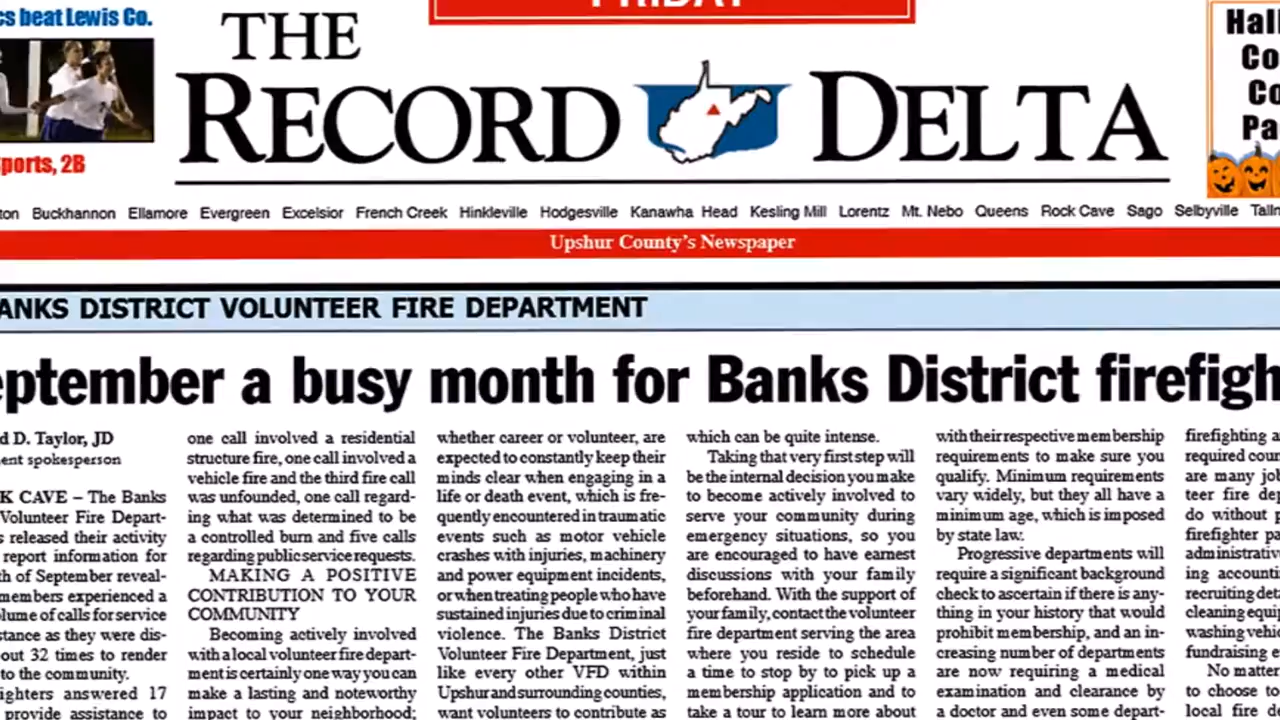 FRIDAY
cs beat Lewis Co.
ports, 2B
THE
RECORD DELTA
Hall
Co
Co
Pa
ton Buckhannon Ellamore Evergreen Excelsior French Creek Hinkleville Hodgesville Kanawha Head Kesling Mill Lorentz Mt. Nebo Queens Rock Cave Sago Selbyville Tallm
Upshur County's Newspaper
ANKS DISTRICT VOLUNTEER FIRE DEPARTMENT
eptember a busy month for Banks District firefigh
d D. Taylor, JD
ent spokesperson
K CAVE – The Banks
Volunteer Fire Depart-
s released their activity
report information for
th of September reveal-
members experienced a
olume of calls for service
stance as they were dis-
out 32 times to render
to the community.
ighters answered 17
provide assistance to
one call involved a residential
structure fire, one call involved a
vehicle fire and the third fire call
was unfounded, one call regard-
ing what was determined to be
a controlled burn and five calls
regarding public service requests.
MAKING A POSITIVE
CONTRIBUTION TO YOUR
COMMUNITY
Becoming actively involved
with a local volunteer fire depart-
ment is certainly one way you can
make a lasting and noteworthy
impact to your neighborhood;
whether career or volunteer, are
expected to constantly keep their
minds clear when engaging in a
life or death event, which is fre-
quently encountered in traumatic
events such as motor vehicle
crashes with injuries, machinery
and power equipment incidents,
or when treating people who have
sustained injuries due to criminal
violence. The Banks District
Volunteer Fire Department, just
like every other VFD within
Upshur and surrounding counties,
want volunteers to contribute as
which can be quite intense.
Taking that very first step will
be the internal decision you make
to become actively involved to
serve your community during
emergency situations, so you
are encouraged to have earnest
discussions with your family
beforehand. With the support of
your family, contact the volunteer
fire department serving the area
where you reside to schedule
a time to stop by to pick up a
membership application and to
take a tour to learn more about
with their respective membership
requirements to make sure you
qualify. Minimum requirements
vary widely, but they all have a
minimum age, which is imposed
by state law.
Progressive departments will
require a significant background
check to ascertain if there is any-
thing in your history that would
prohibit membership, and an in-
creasing number of departments
are now requiring a medical
examination and clearance by
a doctor and even some depart-
firefighting a
required cour
are many job
teer fire dep
do without p
firefighter pa
administrativ
ing accounti
recruiting deta
cleaning equip
washing vehi
fundraising e
No matter
to choose to
local fire d